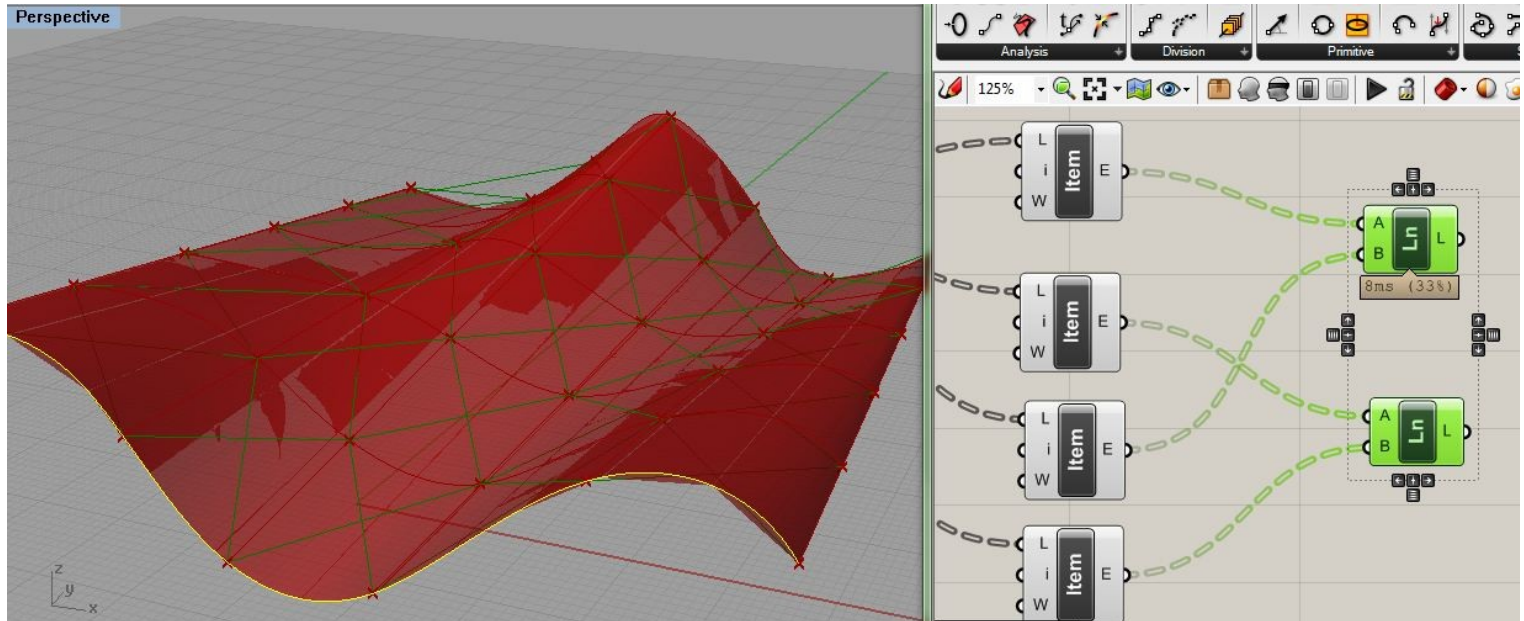 Perspective
z
y
x
Analysis
Division
Primitive
125%
L
i
W
Item
E
L
i
W
Item
E
L
i
W
Item
E
L
i
W
Item
E
A
B
Ln
L
8ms (33%)
A
B
Ln
L